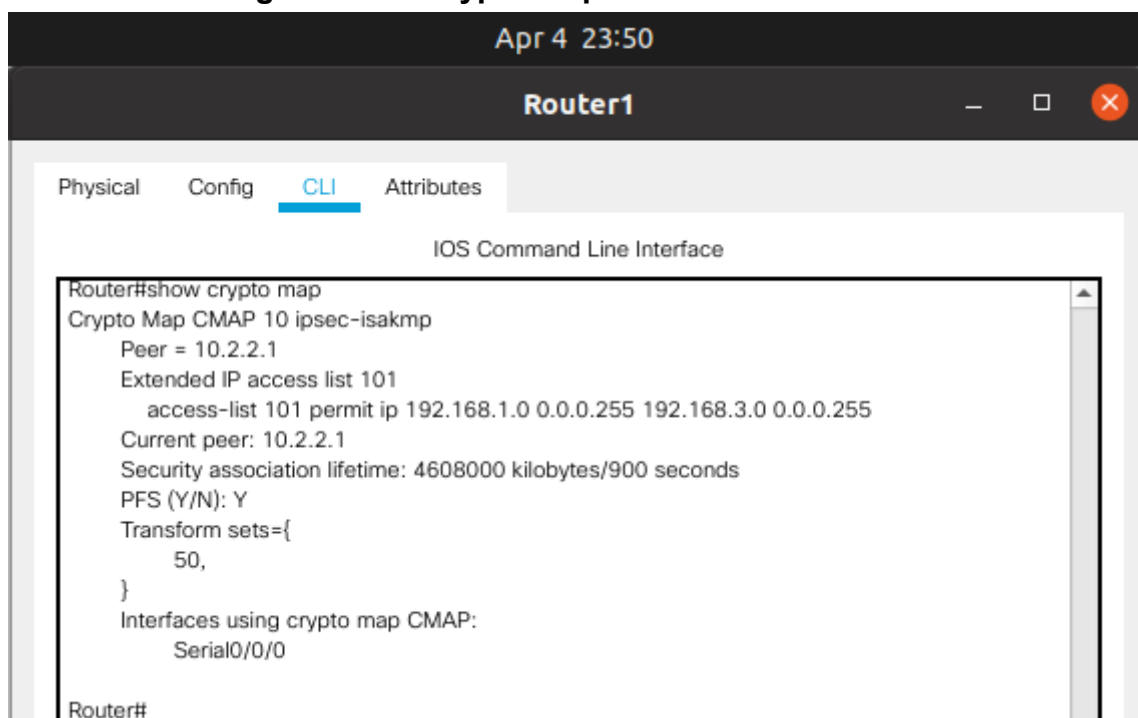 Apr 4 23:50
Router1
Physical Config CLI Attributes
IOS Command Line Interface
Router#show crypto map
Crypto Map CMAP 10 ipsec-isakmp
Peer = 10.2.2.1
Extended IP access list 101
access-list 101 permit ip 192.168.1.0 0.0.0.255 192.168.3.0 0.0.0.255
Current peer: 10.2.2.1
Security association lifetime: 4608000 kilobytes/900 seconds
PFS (Y/N): Y
Transform sets={
50,
}
Interfaces using crypto map CMAP:
Serial0/0/0
Router#